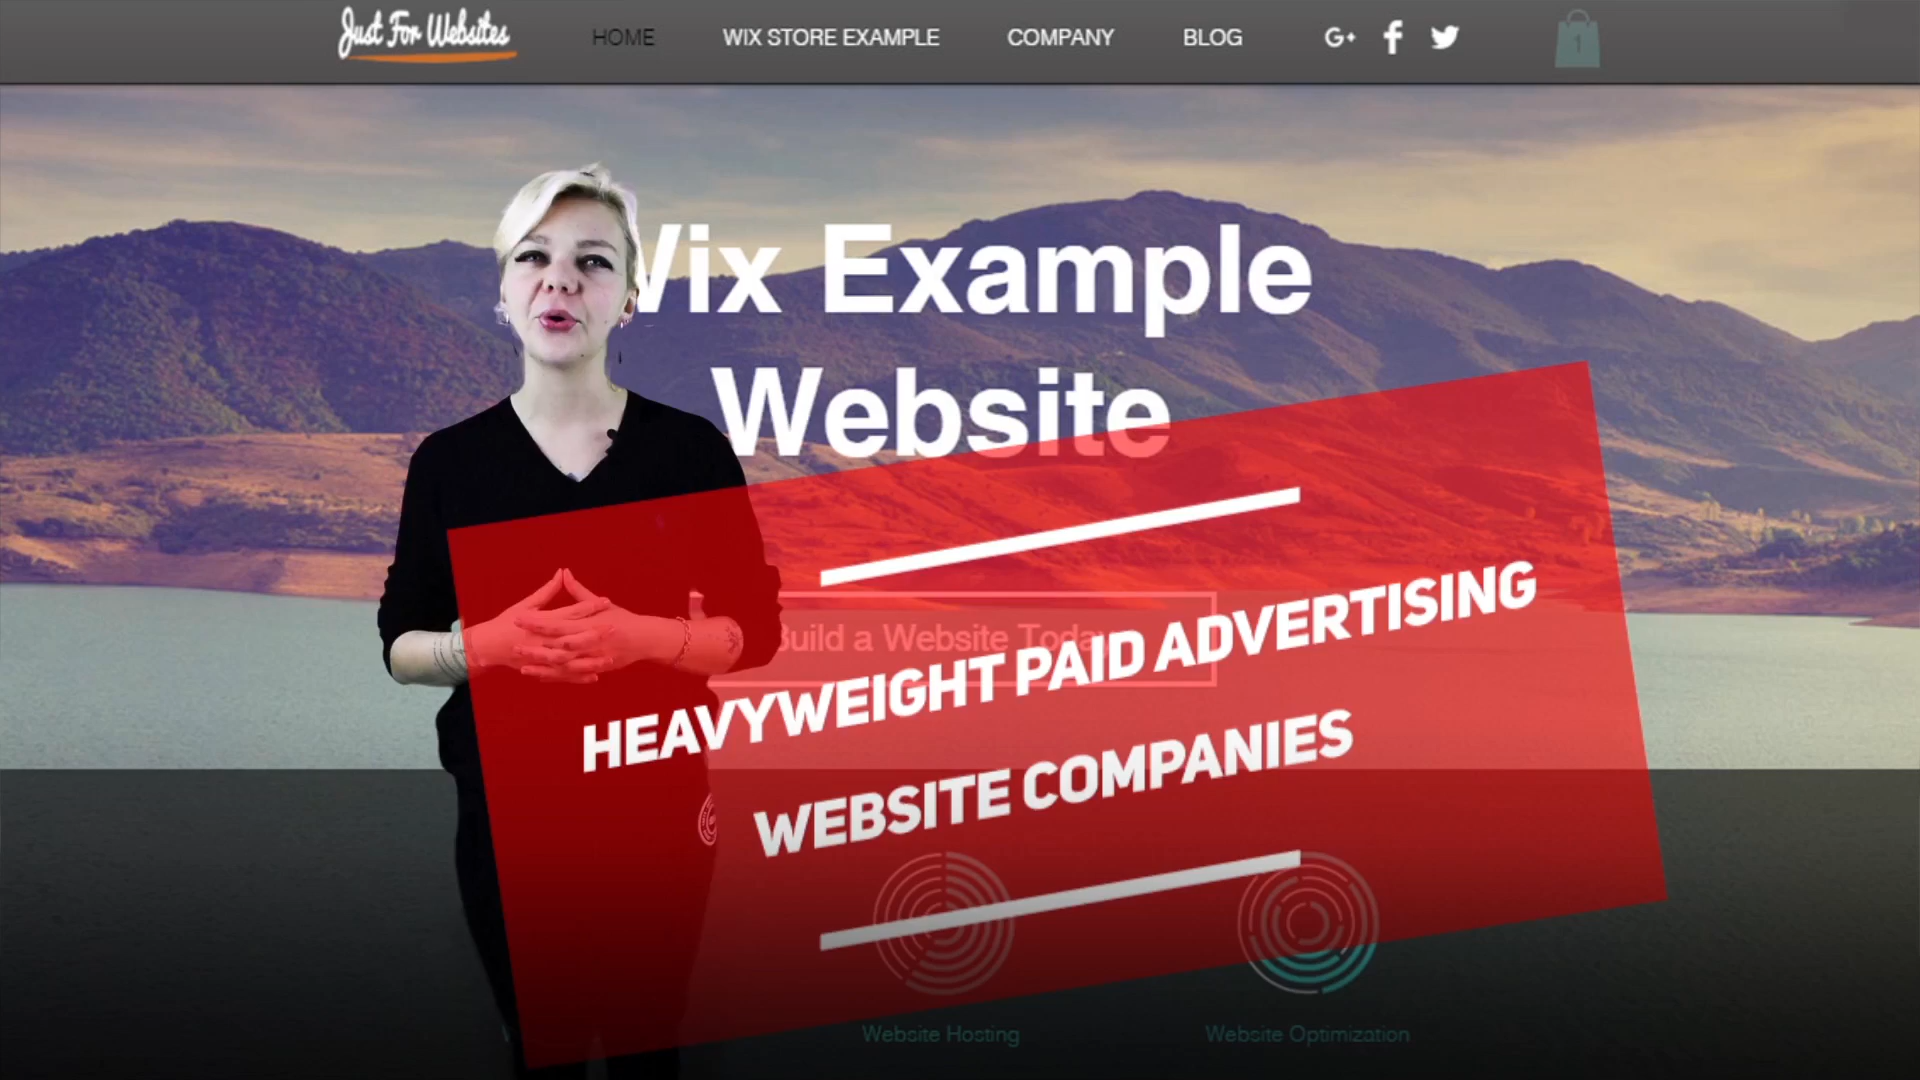 Just For Websites
HOME
WIX STORE EXAMPLE
COMPANY
BLOG
G+
1
Wix Example
Website
Build a Website Today
HEAVYWEIGHT PAID ADVERTISING
WEBSITE COMPANIES
Website Hosting
Website Optimization